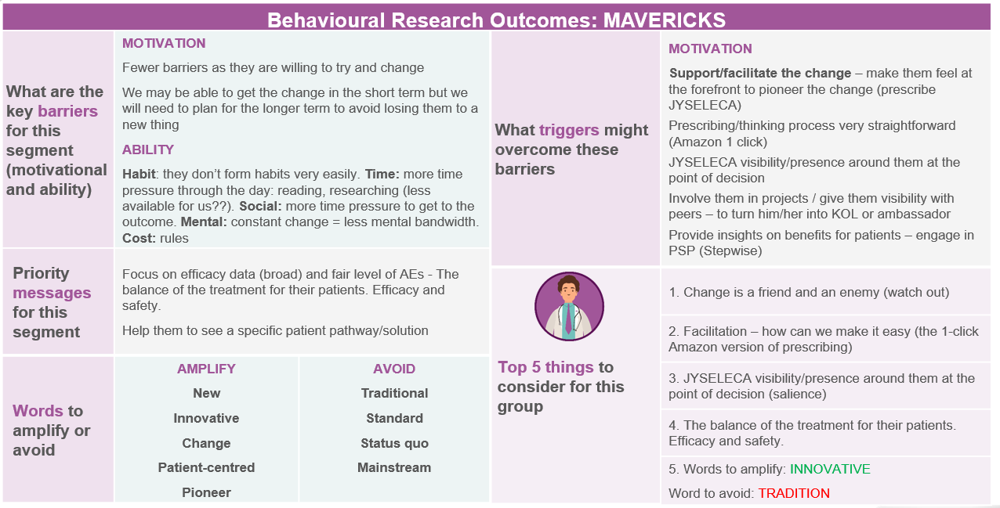 Behavioural Research Outcomes: MAVERICKS
What are the
key barriers
for this
segment
(motivational
and ability)
MOTIVATION
Fewer barriers as they are willing to try and change
We may be able to get the change in the short term but we
will need to plan for the longer term to avoid losing them to a
new thing
ABILITY
Habit: they don’t form habits very easily. Time: more time
pressure through the day: reading, researching (less
available for us??). Social: more time pressure to get to the
outcome. Mental: constant change = less mental bandwidth.
Cost: rules
What triggers might
overcome these
barriers
MOTIVATION
Support/facilitate the change – make them feel at
the forefront to pioneer the change (prescribe
JYSELECA)
Prescribing/thinking process very straightforward
(Amazon 1 click)
JYSELECA visibility/presence around them at the
point of decision
Involve them in projects / give them visibility with
peers – to turn him/her into KOL or ambassador
Provide insights on benefits for patients – engage in
PSP (Stepwise)
Priority
messages
for this
segment
Focus on efficacy data (broad) and fair level of AEs - The
balance of the treatment for their patients. Efficacy and
safety.
Help them to see a specific patient pathway/solution
Words to
amplify or
avoid
AMPLIFY
New
Innovative
Change
Patient-centred
Pioneer
AVOID
Traditional
Standard
Status quo
Mainstream
Top 5 things to
consider for this
group
1. Change is a friend and an enemy (watch out)
2. Facilitation – how can we make it easy (the 1-click
Amazon version of prescribing)
3. JYSELECA visibility/presence around them at the
point of decision (salience)
4. The balance of the treatment for their patients.
Efficacy and safety.
5. Words to amplify: INNOVATIVE
Word to avoid: TRADITION